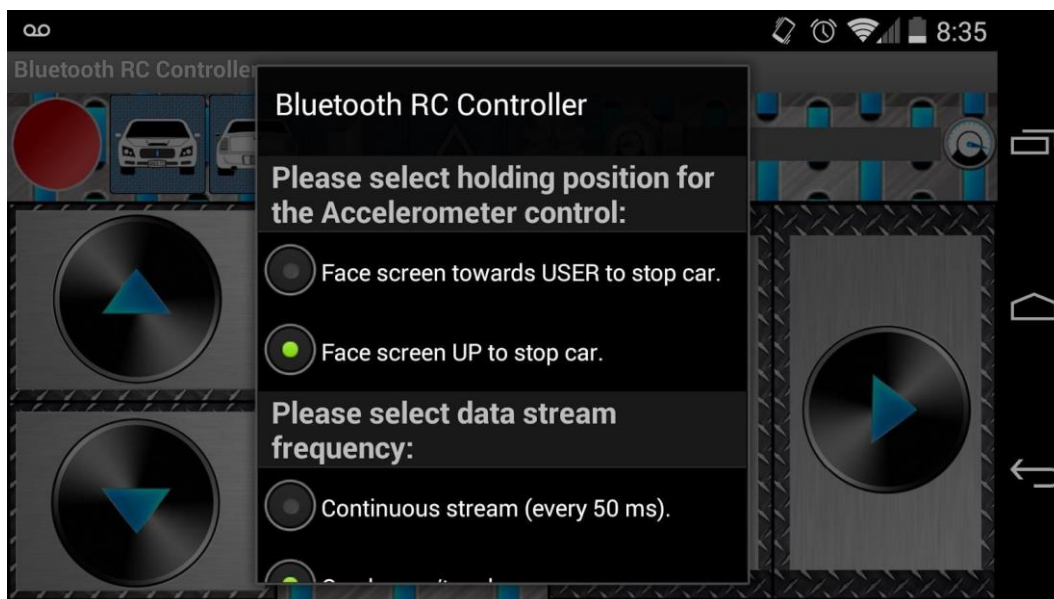 8:35
Bluetooth RC Controller
Bluetooth RC Controller
Please select holding position for
the Accelerometer control:
Face screen towards USER to stop car.
Face screen UP to stop car.
Please select data stream
frequency:
Continuous stream (every 50 ms).